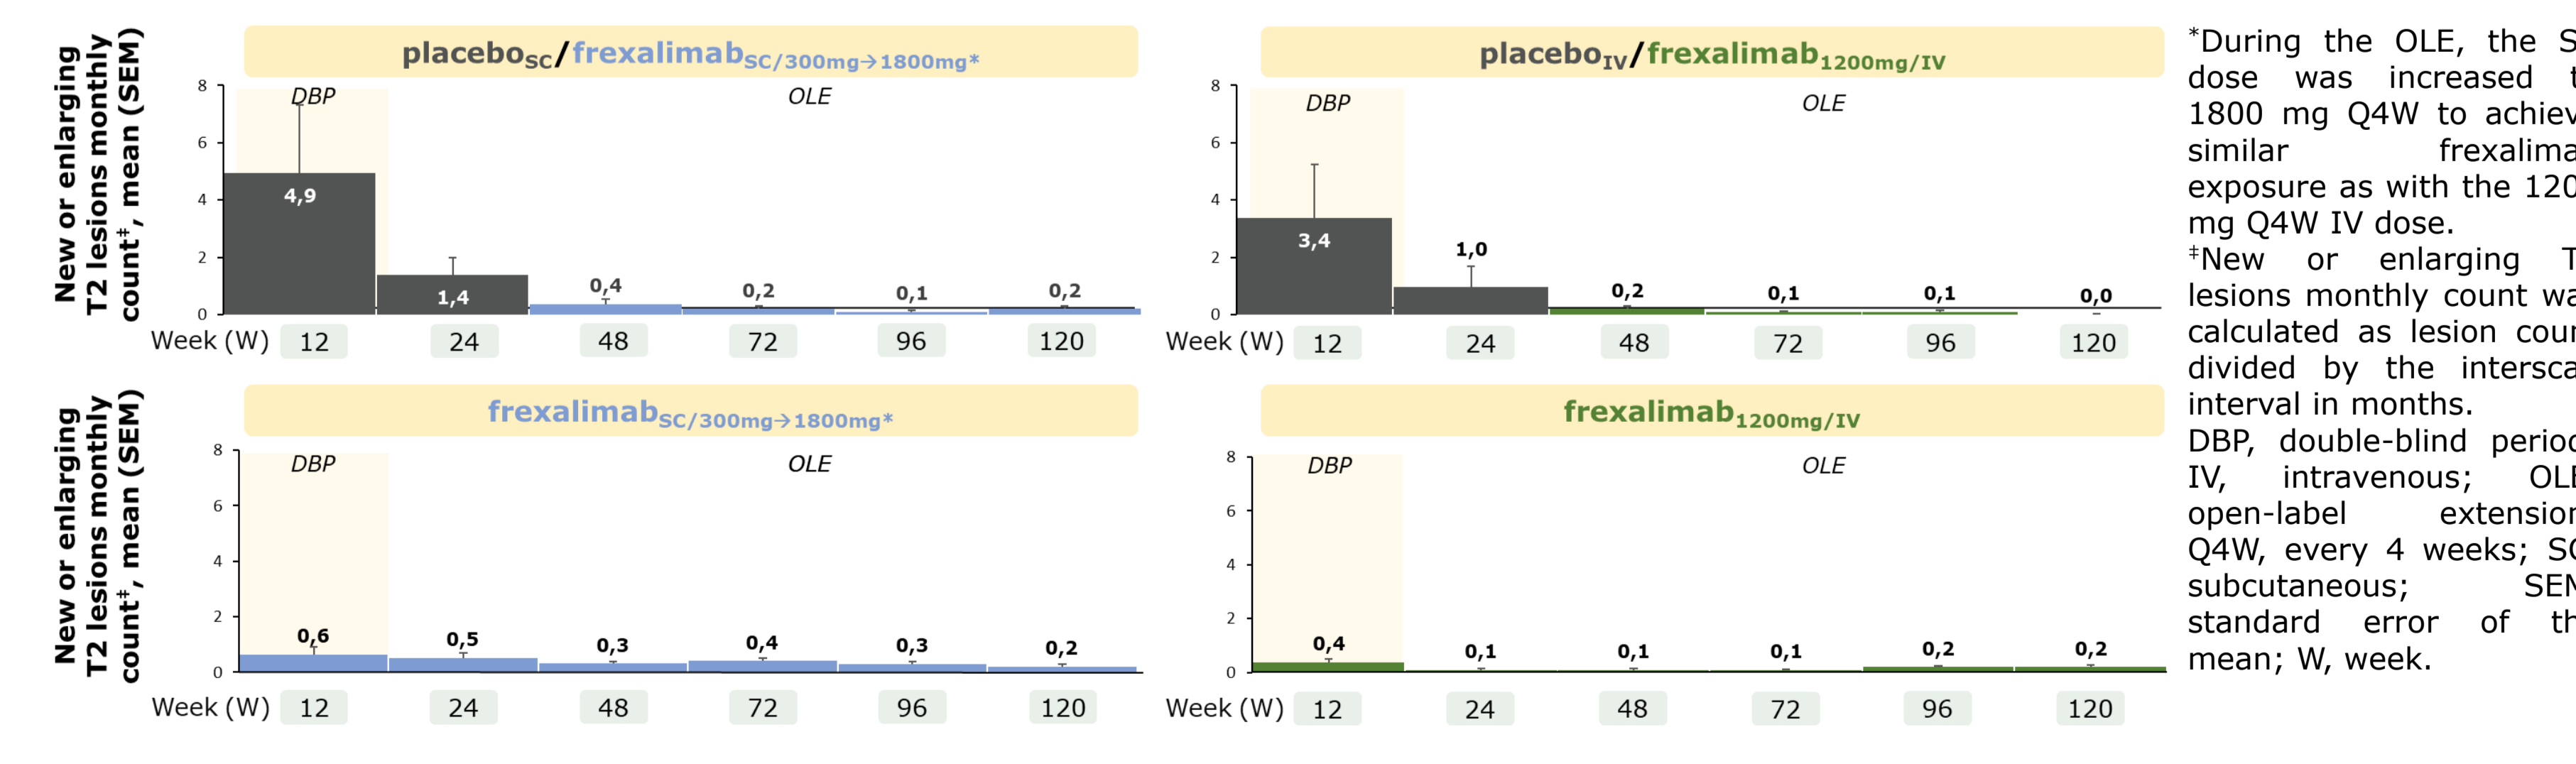 New or enlarging
T2 lesions monthly
count‡, mean (SEM)
placeboSC/frexalimabSC/300mg→1800mg*
DBP
OLE
8
6
4
2
0
4,9
1,4
0,4
0,2
0,1
0,2
Week (W) 12 24 48 72 96 120
placeboIV/frexalimab1200mg/IV
DBP
OLE
8
6
4
2
0
3,4
1,0
0,2
0,1
0,1
0,0
Week (W) 12 24 48 72 96 120
New or enlarging
T2 lesions monthly
count‡, mean (SEM)
frexalimabSC/300mg→1800mg*
DBP
OLE
8
6
4
2
0
0,6
0,5
0,3
0,4
0,3
0,2
Week (W) 12 24 48 72 96 120
frexalimab1200mg/IV
DBP
OLE
8
6
4
2
0
0,4
0,1
0,1
0,1
0,2
0,2
Week (W) 12 24 48 72 96 120
*During the OLE, the
dose was increased
1800 mg Q4W to
similar
exposure as with the
mg Q4W IV dose.
‡New or enlarging
lesions monthly count
calculated as lesion
divided by the
interval in months.
DBP, double-blind
IV, intravenous;
open-label
Q4W, every 4 weeks;
subcutaneous;
standard error of
mean; W, week.